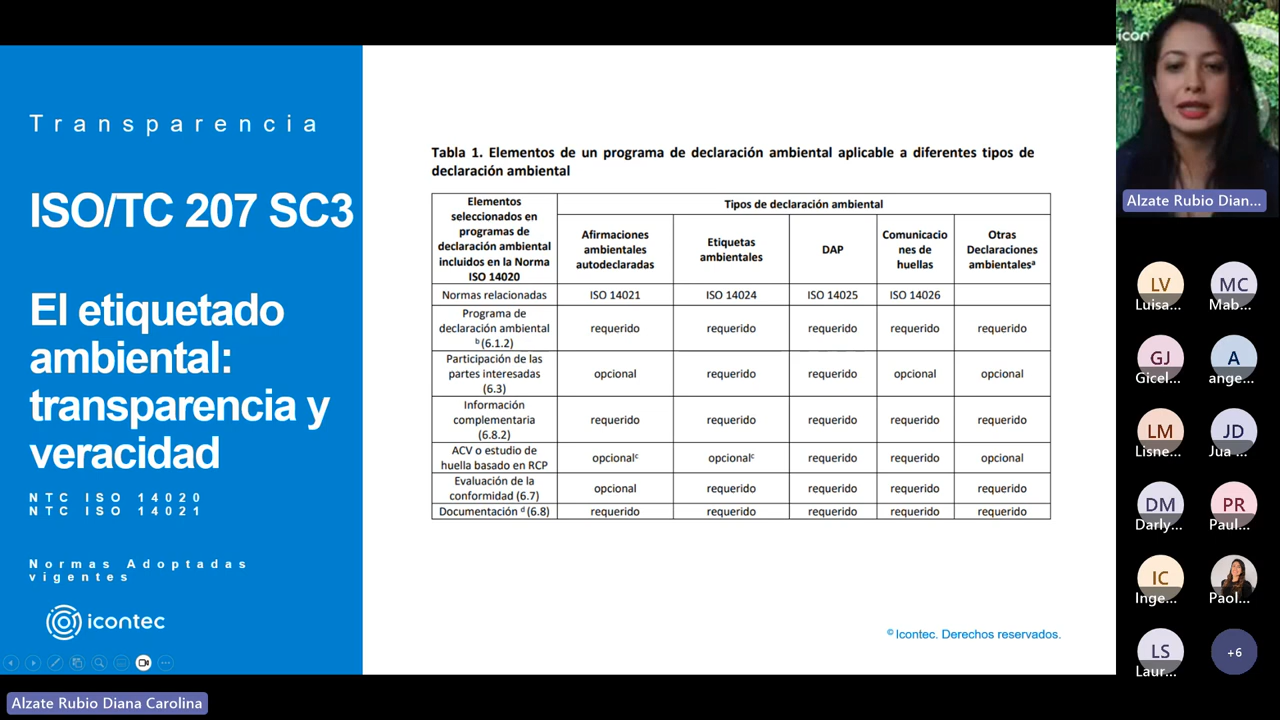 Transparencia
ISO/TC 207 SC3
El etiquetado
ambiental:
transparencia y
veracidad
NTC ISO 14020
NTC ISO 14021
Normas Adoptadas
vigentes
icontec
Tabla 1. Elementos de un programa de declaración ambiental aplicable a diferentes tipos de
declaración ambiental
Elementos
seleccionados en
programas de
declaración ambiental
incluidos en la Norma
ISO 14020
Tipos de declaración ambiental
Afirmaciones
ambientales
autodeclaradas
Etiquetas
ambientales
DAP
Comunicacio
nes de
huellas
Otras
Declaraciones
ambientalesᵃ
Normas relacionadas ISO 14021 ISO 14024 ISO 14025 ISO 14026
Programa de
declaración ambiental
ᵇ (6.1.2)
requerido requerido requerido requerido requerido
Participación de las
partes interesadas
(6.3)
opcional requerido requerido opcional opcional
Información
complementaria
(6.8.2)
requerido requerido requerido requerido requerido
ACV o estudio de
huella basado en RCP
opcionalᶜ opcionalᶜ requerido requerido opcional
Evaluación de la
conformidad (6.7)
opcional requerido requerido requerido requerido
Documentación ᵈ (6.8) requerido requerido requerido requerido requerido
© Icontec. Derechos reservados.
icon
Alzate Rubio Dian...
LV MC
Luisa... Mab...
GJ A
Gicel... ange...
LM JD
Lisne... Jua ...
DM PR
Darly... Paul...
IC
Inge... Paol...
LS +6
Laur...
Alzate Rubio Diana Carolina